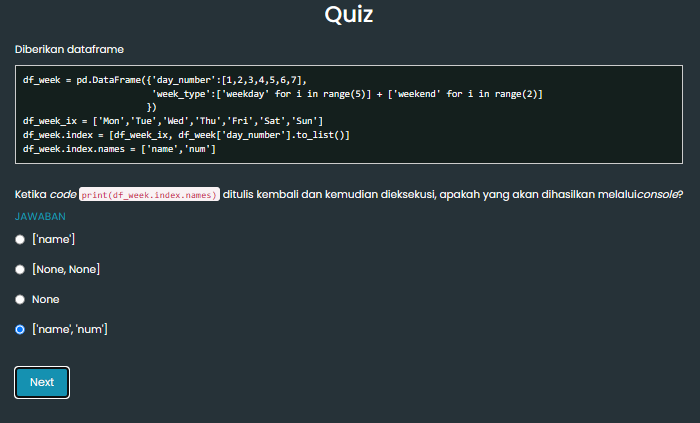 Quiz
Diberikan dataframe
df_week = pd.DataFrame({'day_number':[1,2,3,4,5,6,7],
'week_type':['weekday' for i in range(5)] + ['weekend' for i in range(2)]
})
df_week_ix = ['Mon','Tue','Wed','Thu','Fri','Sat','Sun']
df_week.index = [df_week_ix, df_week['day_number'].to_list()]
df_week.index.names = ['name','num']
Ketika code print(df_week.index.names) ditulis kembali dan kemudian dieksekusi, apakah yang akan dihasilkan melaluiconsole?
JAWABAN
['name']
[None, None]
None
['name', 'num']
Next